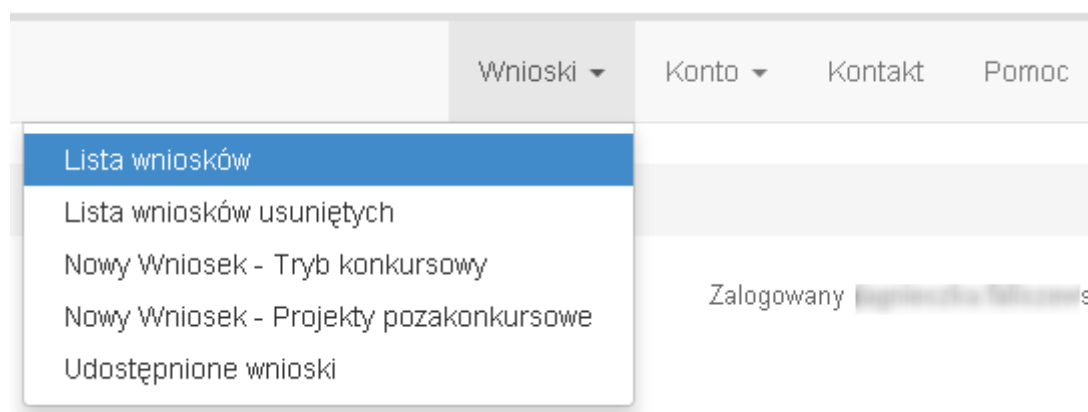 Wnioski Konto Kontakt Pomoc
Lista wniosków
Lista wniosków usuniętych
Nowy Wniosek - Tryb konkursowy
Nowy Wniosek - Projekty pozakonkursowe
Zalogowany
Udostępnione wnioski